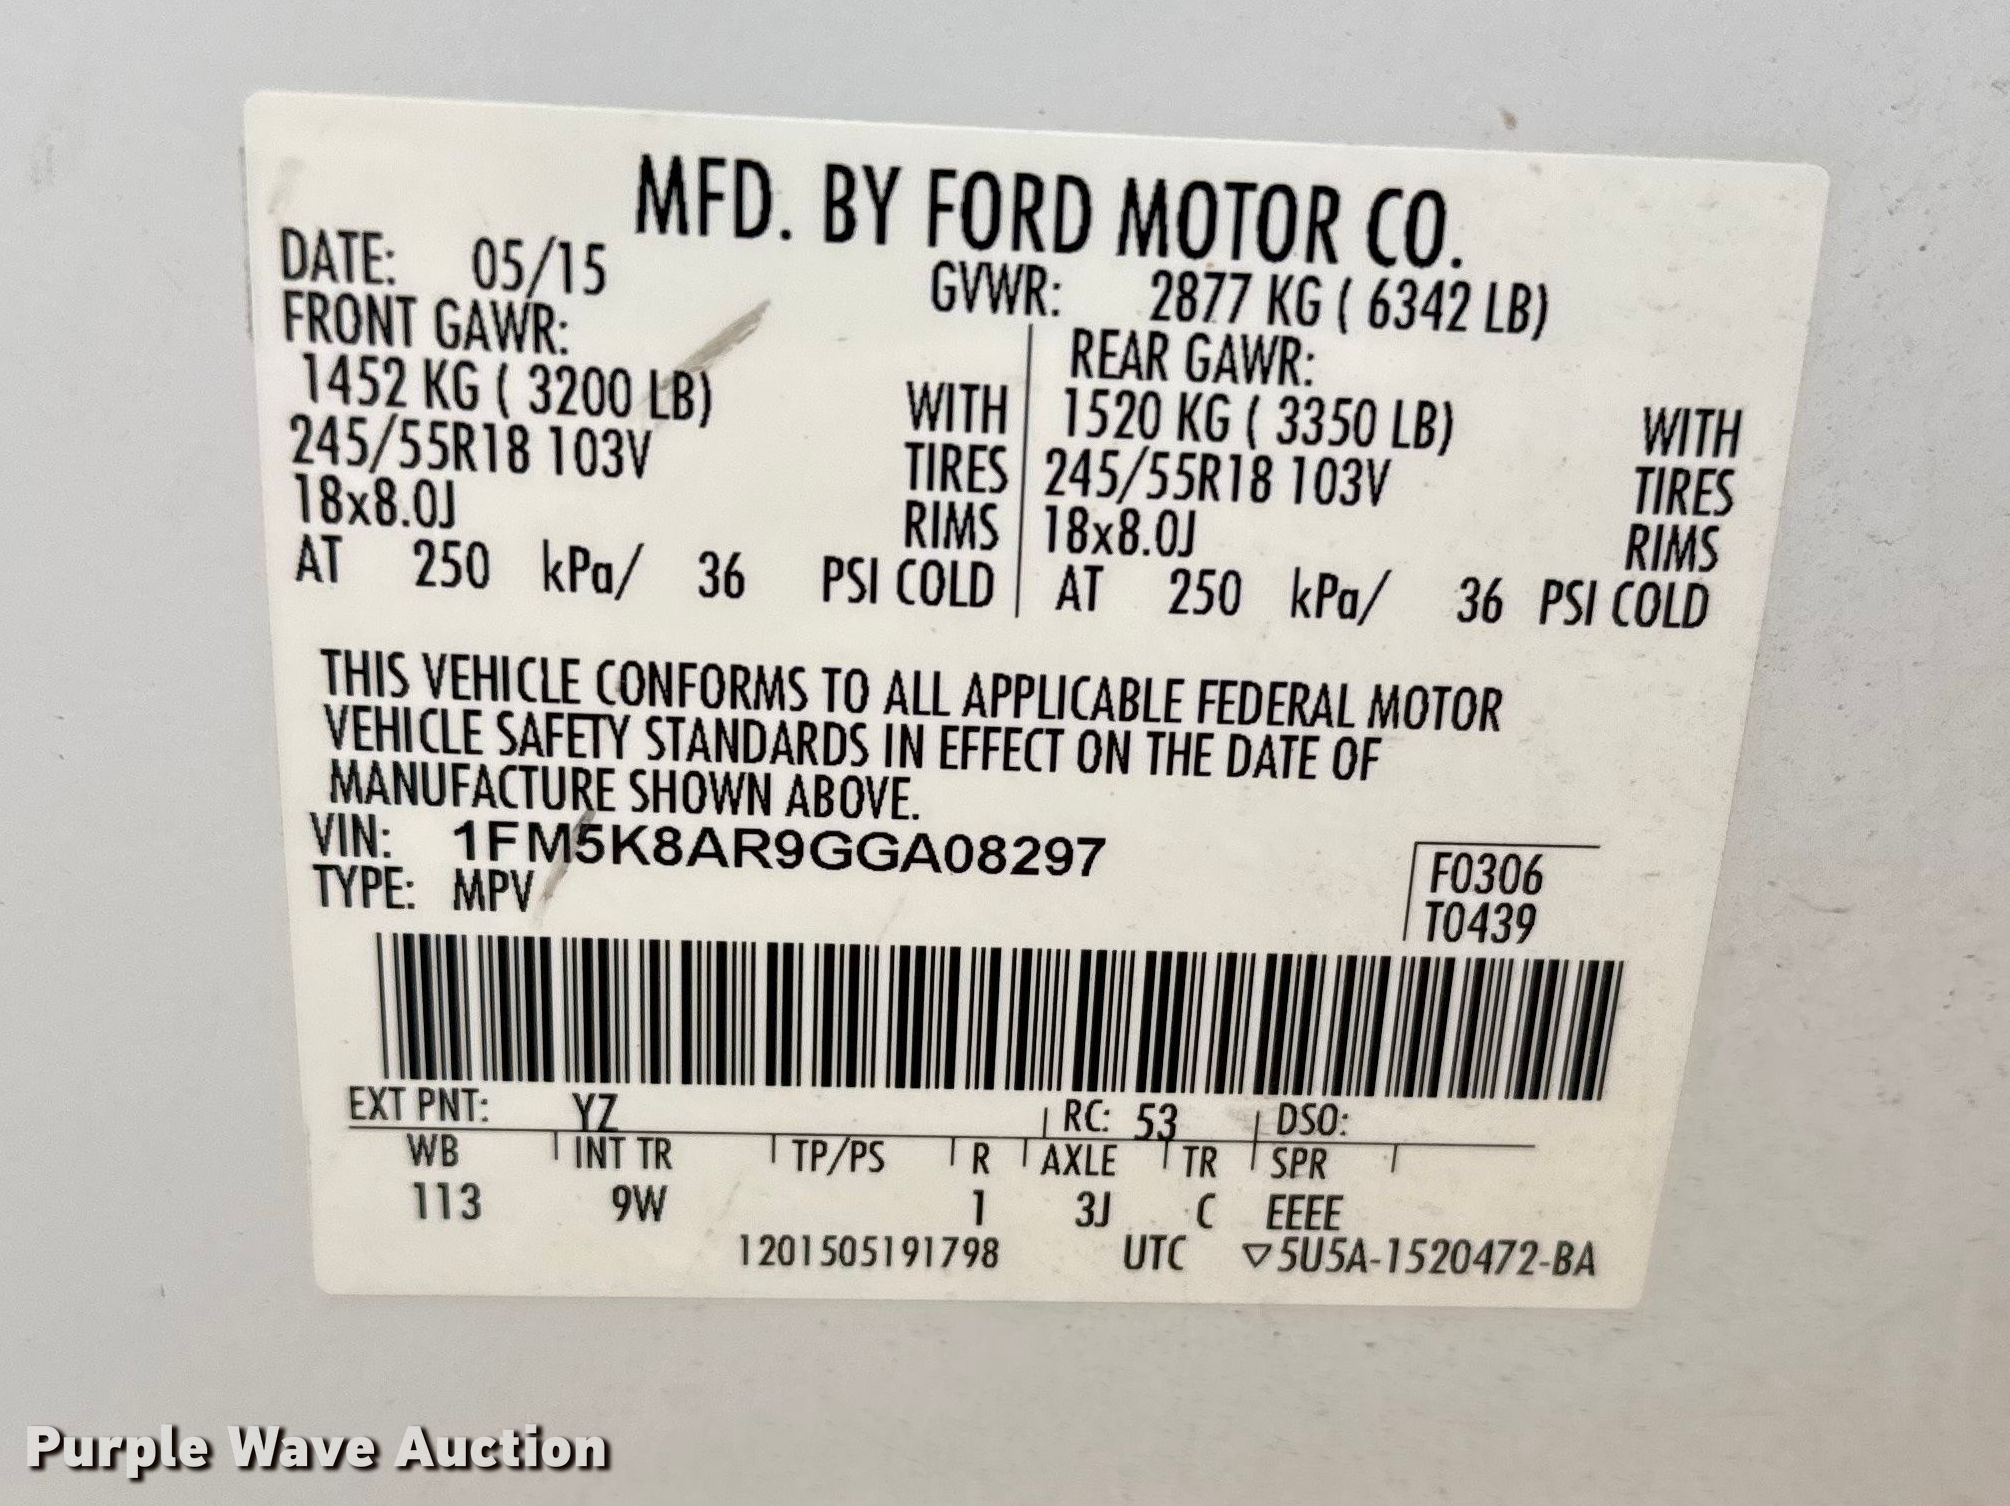 MFD. BY FORD MOTOR CO.
DATE: 05/15
GVWR: 2877 KG ( 6342 LB)
FRONT GAWR:
1452 KG ( 3200 LB) WITH
245/55R18 103V TIRES
18x8.0J RIMS
AT 250 kPa/ 36 PSI COLD
REAR GAWR:
1520 KG ( 3350 LB) WITH
245/55R18 103V TIRES
18x8.0J RIMS
AT 250 kPa/ 36 PSI COLD
THIS VEHICLE CONFORMS TO ALL APPLICABLE FEDERAL MOTOR
VEHICLE SAFETY STANDARDS IN EFFECT ON THE DATE OF
MANUFACTURE SHOWN ABOVE.
VIN: 1FM5K8AR9GGA08297
TYPE: MPV
F0306
T0439
EXT PNT: YZ RC: 53 DSO:
WB INT TR TP/PS R AXLE TR SPR
113 9W 1 3J C EEEE
1201505191798 UTC ▽5U5A-1520472-BA
Purple Wave Auction